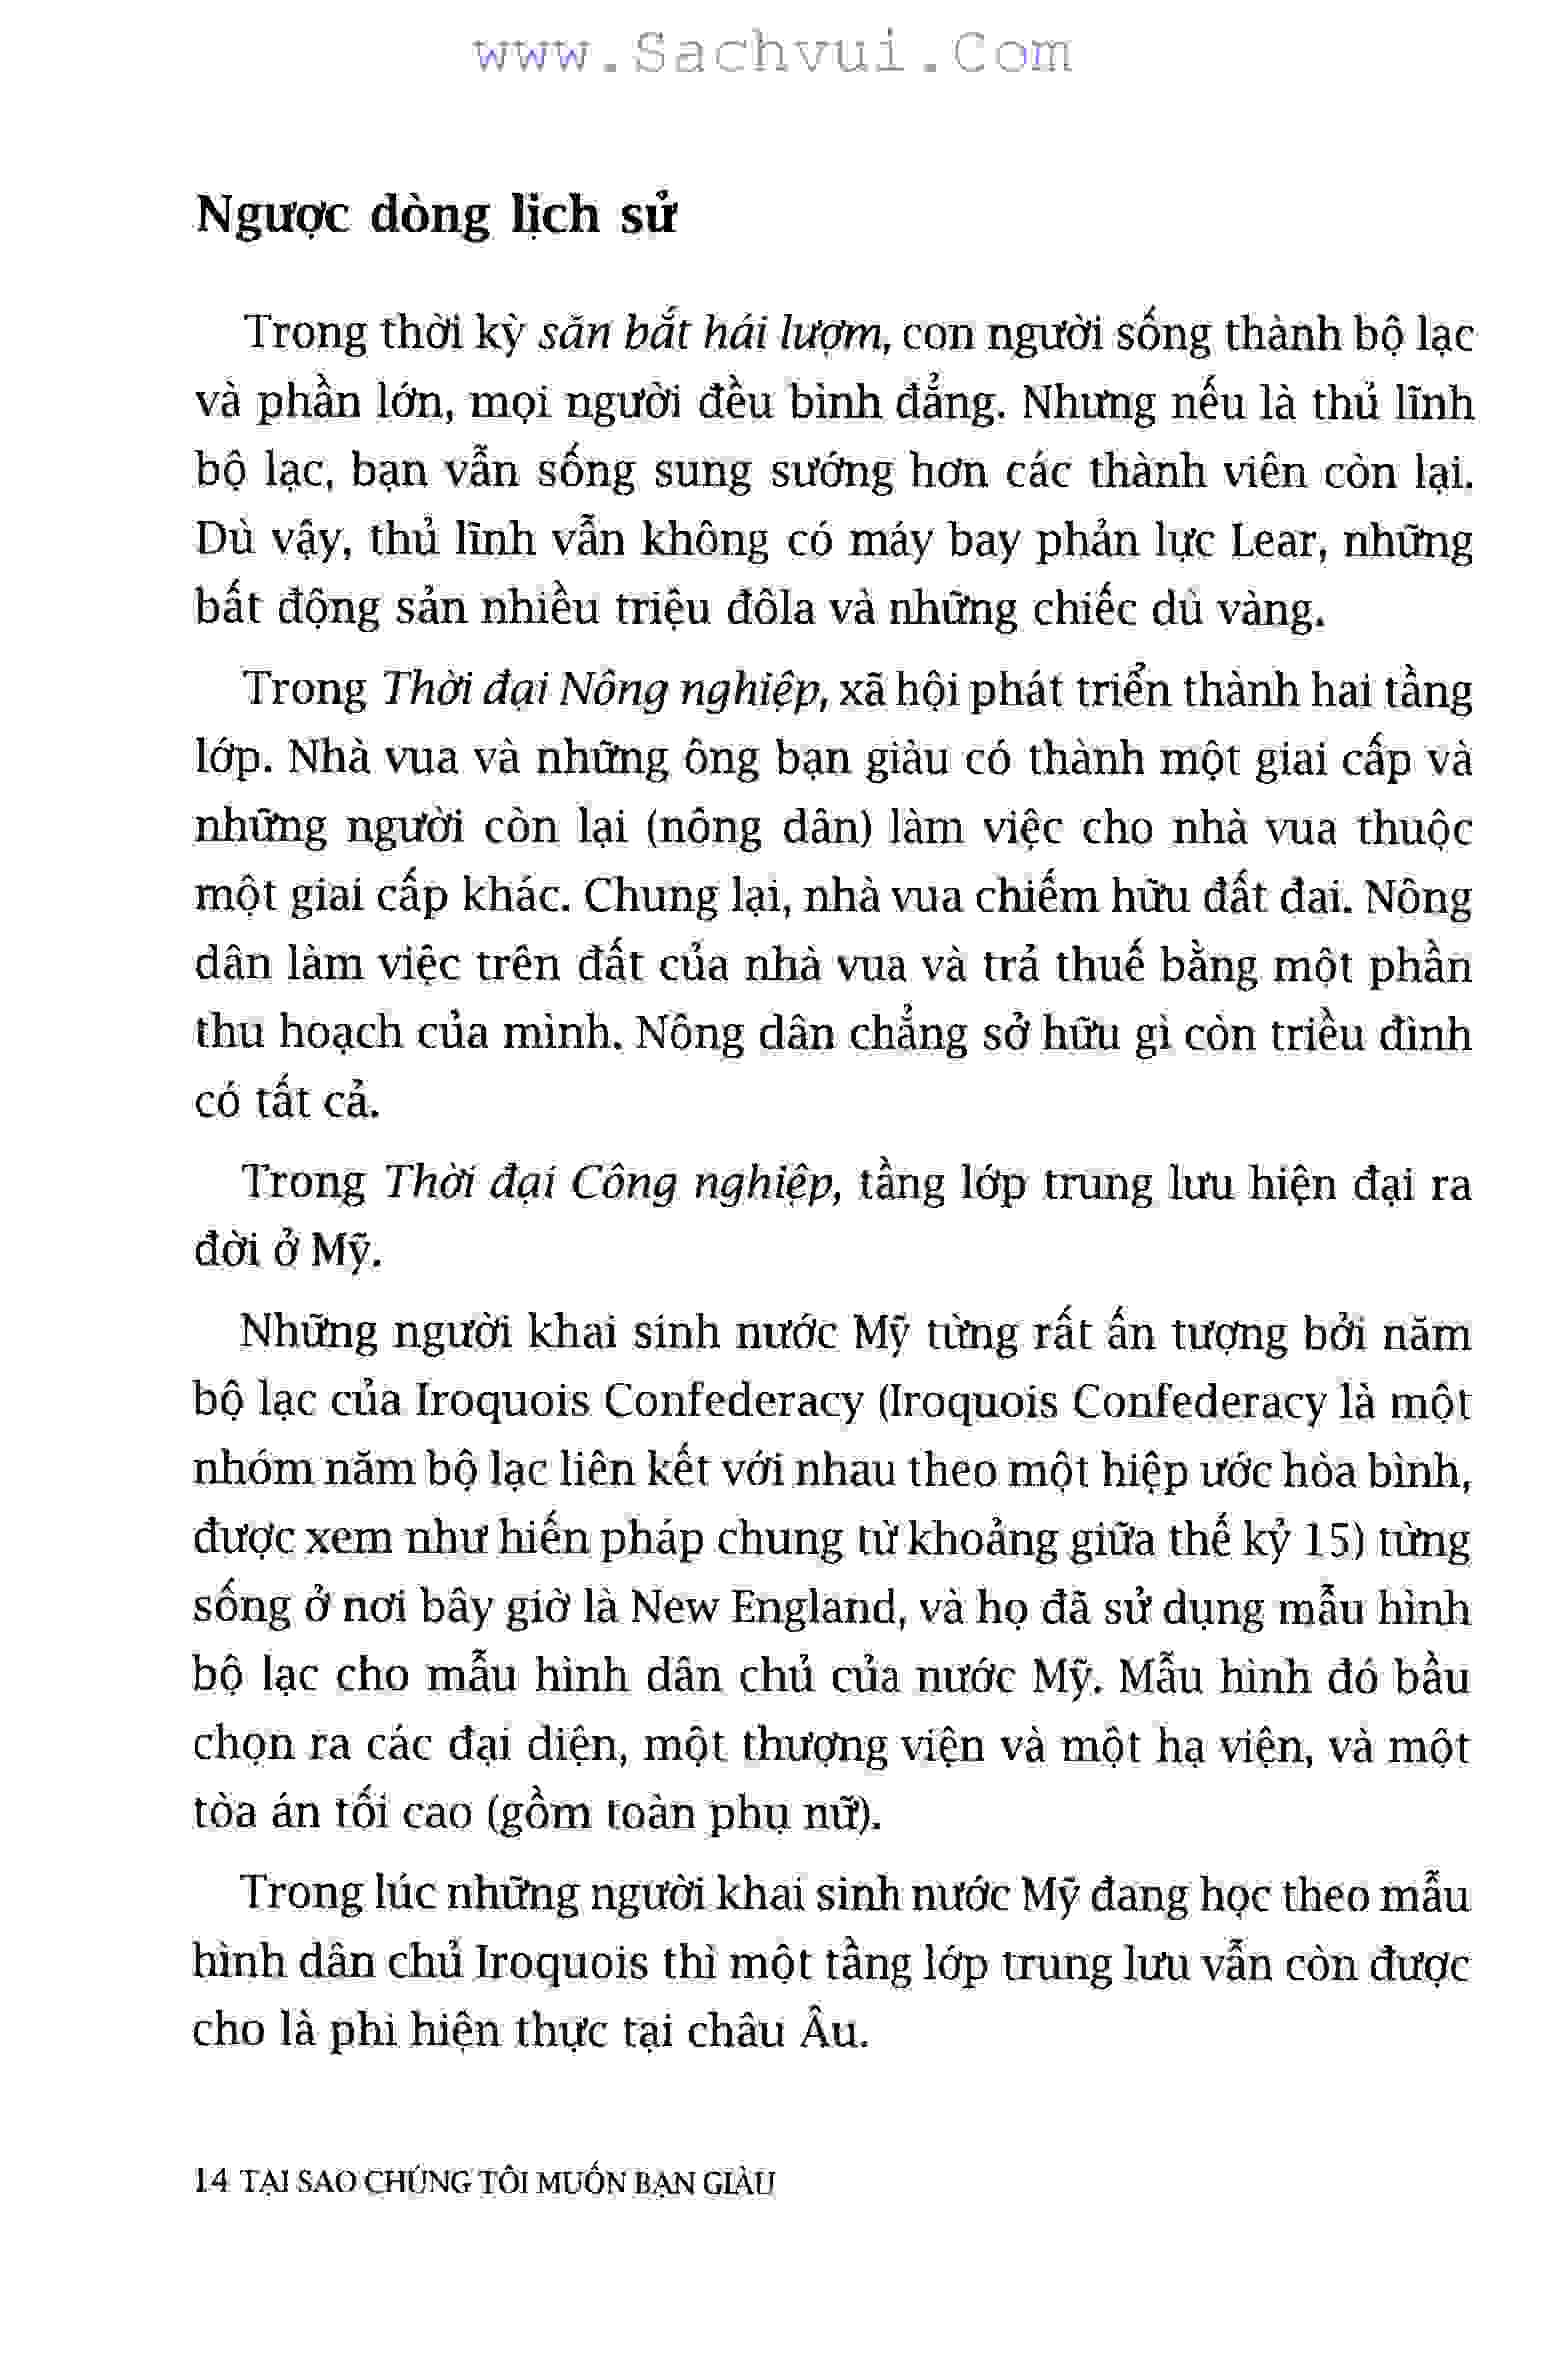 www.Sachvui.Com
Ngược dòng lịch sử
Trong thời kỳ săn bắt hái lượm, con người sống thành bộ lạc
và phần lớn, mọi người đều bình đẳng. Nhưng nếu là thủ lĩnh
bộ lạc, bạn vẫn sống sung sướng hơn các thành viên còn lại.
Dù vậy, thủ lĩnh vẫn không có máy bay phản lực Lear, những
bất động sản nhiều triệu đôla và những chiếc dù vàng.
Trong Thời đại Nông nghiệp, xã hội phát triển thành hai tầng
lớp. Nhà vua và những ông bạn giàu có thành một giai cấp và
những người còn lại (nông dân) làm việc cho nhà vua thuộc
một giai cấp khác. Chung lại, nhà vua chiếm hữu đất đai. Nông
dân làm việc trên đất của nhà vua và trả thuế bằng một phần
thu hoạch của mình. Nông dân chẳng sở hữu gì còn triều đình
có tất cả.
Trong Thời đại Công nghiệp, tầng lớp trung lưu hiện đại ra
đời ở Mỹ.
Những người khai sinh nước Mỹ từng rất ấn tượng bởi năm
bộ lạc của Iroquois Confederacy (Iroquois Confederacy là một
nhóm năm bộ lạc liên kết với nhau theo một hiệp ước hòa bình,
được xem như hiến pháp chung từ khoảng giữa thế kỷ 15) từng
sống ở nơi bây giờ là New England, và họ đã sử dụng mẫu hình
bộ lạc cho mẫu hình dân chủ của nước Mỹ. Mẫu hình đó bầu
chọn ra các đại diện, một thượng viện và một hạ viện, và một
tòa án tối cao (gồm toàn phụ nữ).
Trong lúc những người khai sinh nước Mỹ đang học theo mẫu
hình dân chủ Iroquois thì một tầng lớp trung lưu vẫn còn được
cho là phi hiện thực tại châu Âu.
14 TẠI SAO CHÚNG TÔI MUỐN BẠN GIÀU